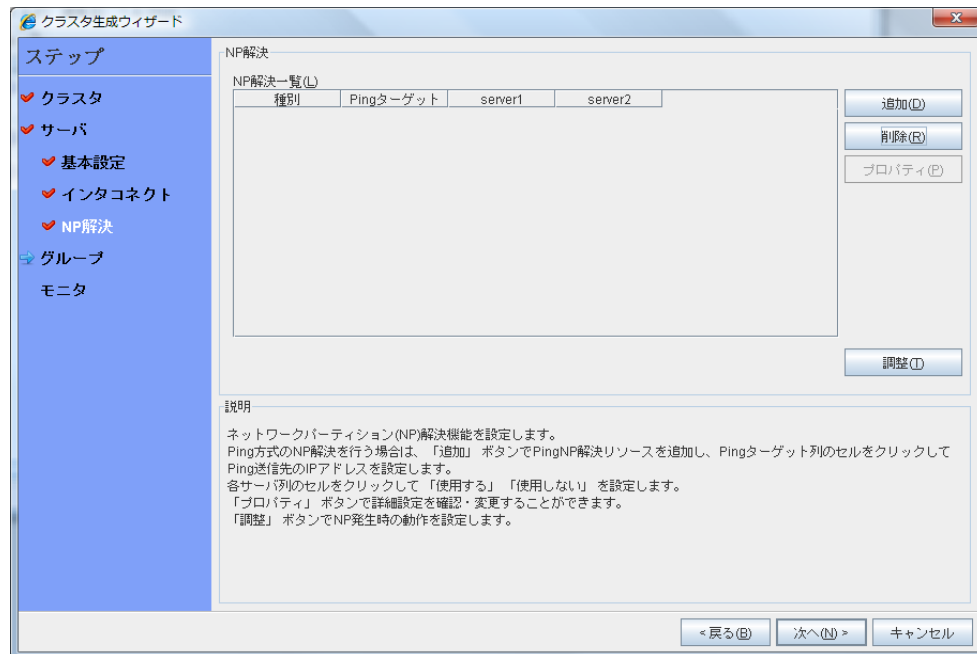 クラスタ生成ウィザード
ステップ
クラスタ
サーバ
基本設定
インタコネクト
NP解決
グループ
モニタ
NP解決
NP解決一覧(L)
種別 Pingターゲット server1 server2
追加(D)
削除(R)
プロパティ(P)
調整(T)
説明
ネットワークパーティション(NP)解決機能を設定します。
Ping方式のNP解決を行う場合は、「追加」ボタンでPingNP解決リソースを追加し、Pingターゲット列のセルをクリックして
Ping送信先のIPアドレスを設定します。
各サーバ列のセルをクリックして「使用する」「使用しない」を設定します。
「プロパティ」ボタンで詳細設定を確認・変更することができます。
「調整」ボタンでNP発生時の動作を設定します。
<戻る(B) 次へ(N)> キャンセル